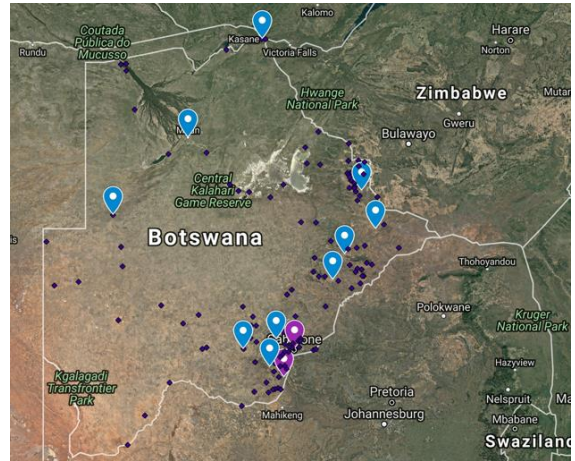 Kalomo
Coutada
Pública do
Mucusso
Rundu
Kasane
Victoria Falls
Harare
Norton
Hwange
National Park
Zimbabwe
Mutar
Gweru
Bulawayo
Central
Kalahari
Game Reserve
Botswana
Thohoyandou
Polokwane
Kruger
National Park
Kgalagadi
Transfrontier
Park
Mahikeng
Pretoria
Johannesburg
Hazyview
Nelspruit
Mbabane
Swaziland